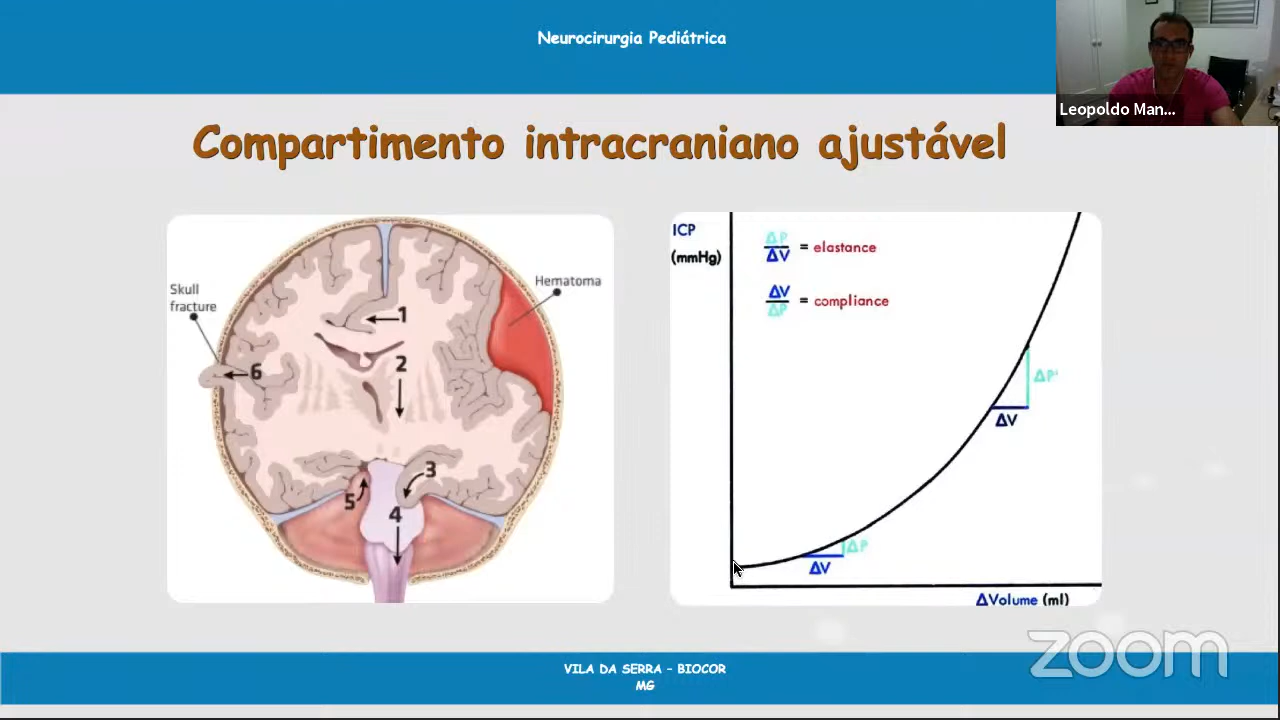 Neurocirurgia Pediátrica
Leopoldo Man...
Compartimento intracraniano ajustável
Skull
fracture
Hematoma
1
2
3
4
5
6
ICP
(mmHg)
ΔP
ΔV
= elastance
ΔV
ΔP
= compliance
ΔP'
ΔV
ΔP
ΔV
ΔVolume (ml)
zoom
VILA DA SERRA – BIOCOR
MG